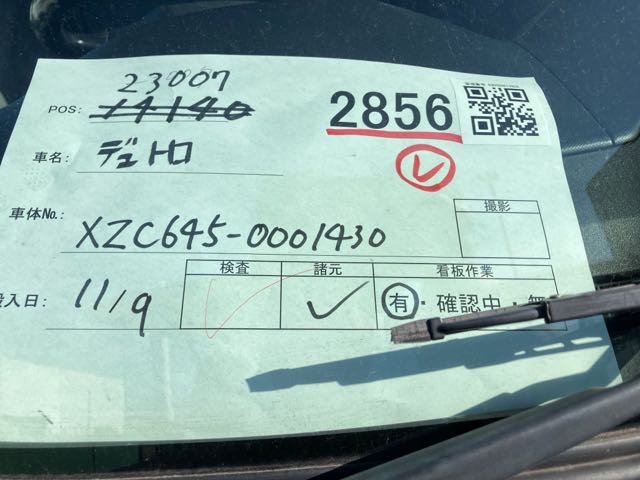 23007
POS: 14140
2856
車名: デュトロ
車体No.: XZC645-0001430
撮影
検査 諸元 看板作業
入日: 11/9 有・確認中・無